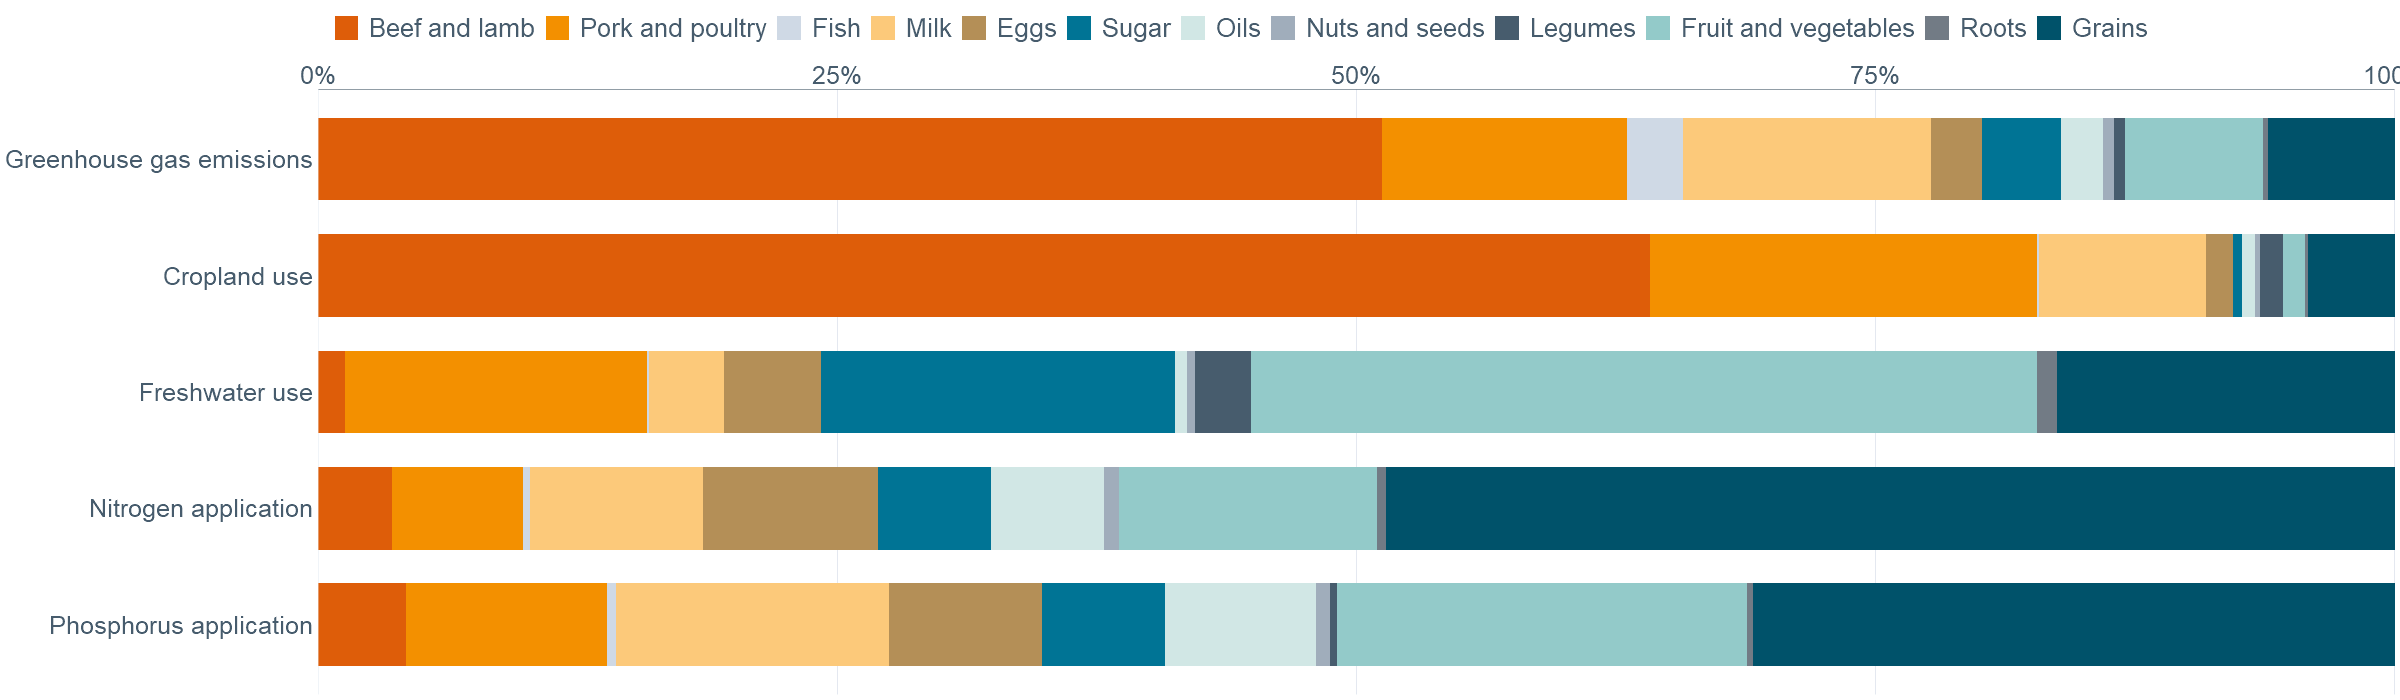 Beef and lamb Pork and poultry Fish Milk Eggs Sugar Oils Nuts and seeds Legumes Fruit and vegetables Roots Grains
0% 25% 50% 75% 100
Greenhouse gas emissions
Cropland use
Freshwater use
Nitrogen application
Phosphorus application